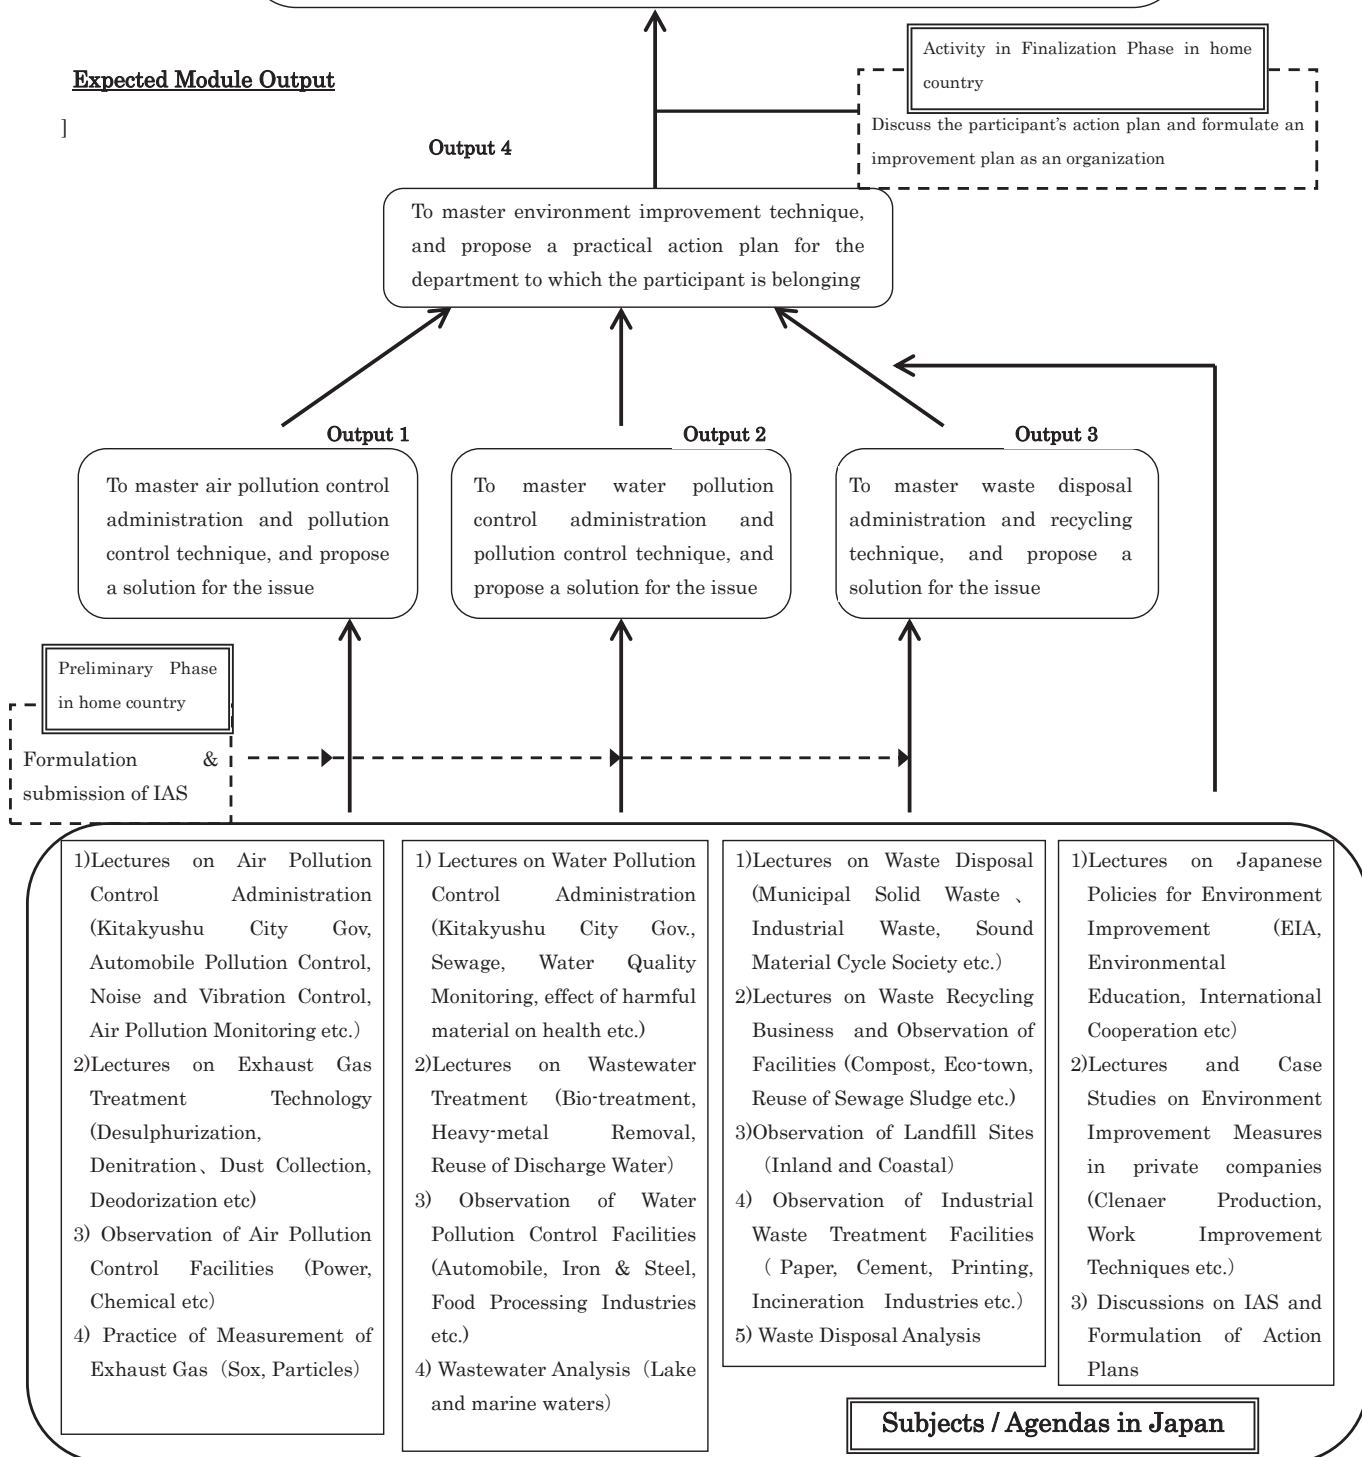 Activity in Finalization Phase in home
country
Expected Module Output
]
Discuss the participant's action plan and formulate an
improvement plan as an organization
Output 4
To master environment improvement technique,
and propose a practical action plan for the
department to which the participant is belonging
Output 1
Output 2
Output 3
To master air pollution control
administration and pollution
control technique, and propose
a solution for the issue
To master water pollution
control administration and
pollution control technique, and
propose a solution for the issue
To master waste disposal
administration and recycling
technique, and propose a
solution for the issue
Preliminary Phase
in home country
Formulation &
submission of IAS
1)Lectures on Air Pollution
Control Administration
(Kitakyushu City Gov,
Automobile Pollution Control,
Noise and Vibration Control,
Air Pollution Monitoring etc.)
2)Lectures on Exhaust Gas
Treatment Technology
(Desulphurization,
Denitration、Dust Collection,
Deodorization etc)
3) Observation of Air Pollution
Control Facilities (Power,
Chemical etc)
4) Practice of Measurement of
Exhaust Gas（Sox, Particles）
1) Lectures on Water Pollution
Control Administration
(Kitakyushu City Gov.,
Sewage, Water Quality
Monitoring, effect of harmful
material on health etc.)
2)Lectures on Wastewater
Treatment (Bio-treatment,
Heavy-metal Removal,
Reuse of Discharge Water）
3) Observation of Water
Pollution Control Facilities
(Automobile, Iron & Steel,
Food Processing Industries
etc.)
4) Wastewater Analysis（Lake
and marine waters）
1)Lectures on Waste Disposal
(Municipal Solid Waste 、
Industrial Waste, Sound
Material Cycle Society etc.）
2)Lectures on Waste Recycling
Business and Observation of
Facilities (Compost, Eco-town,
Reuse of Sewage Sludge etc.)
3)Observation of Landfill Sites
（Inland and Coastal）
4) Observation of Industrial
Waste Treatment Facilities
（ Paper, Cement, Printing,
Incineration Industries etc.）
5) Waste Disposal Analysis
1)Lectures on Japanese
Policies for Environment
Improvement (EIA,
Environmental
Education, International
Cooperation etc)
2)Lectures and Case
Studies on Environment
Improvement Measures
in private companies
(Clenaer Production,
Work Improvement
Techniques etc.）
3) Discussions on IAS and
Formulation of Action
Plans
Subjects / Agendas in Japan